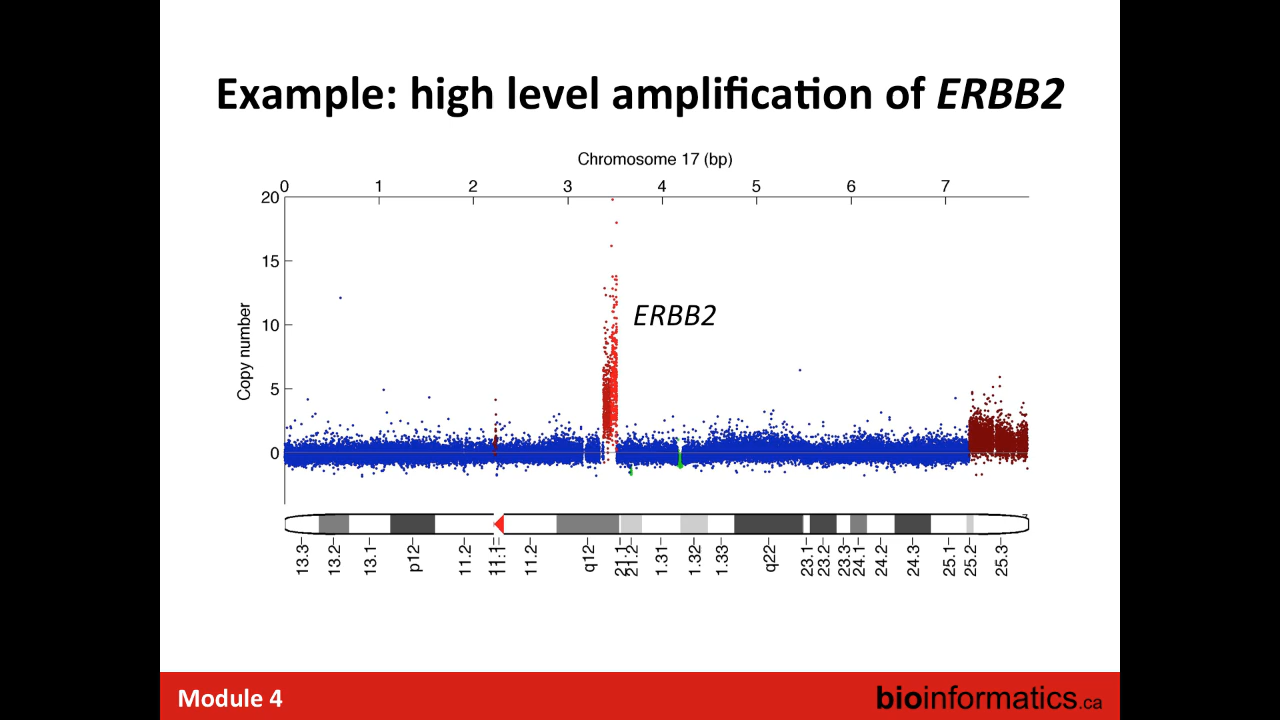 Example: high level amplification of ERBB2
Chromosome 17 (bp)
0 1 2 3 4 5 6 7
20
15
10
5
0
Copy number
ERBB2
13.3 13.2 13.1 p12 11.2 11.1 11.2 q12 21.2 1.31 1.32 1.33 q22 23.1 23.2 23.3 24.1 24.2 24.3 25.1 25.2 25.3
Module 4
bioinformatics.ca